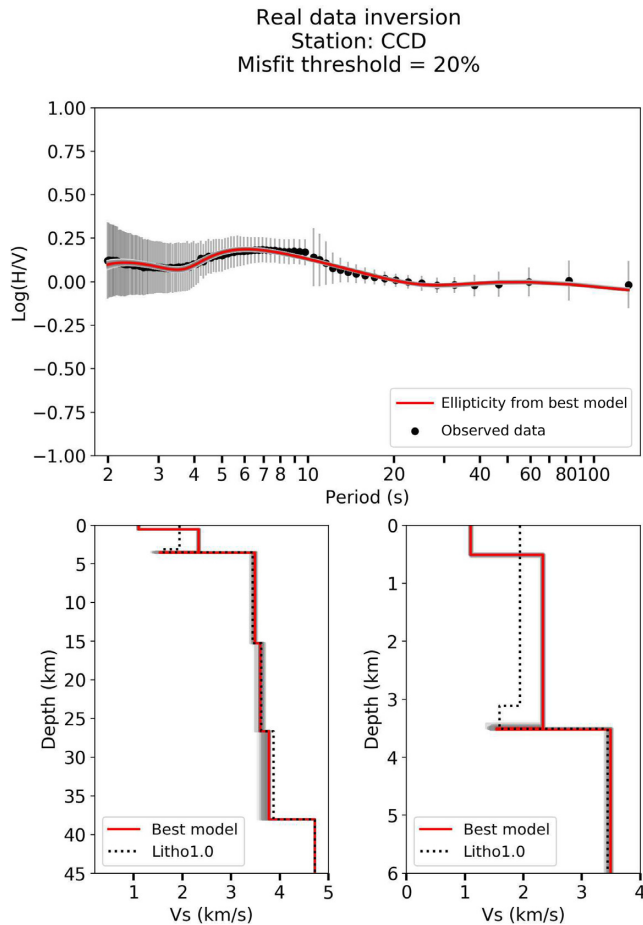 Real data inversion
Station: CCD
Misfit threshold = 20%
1.00
0.75
0.50
0.25
0.00
−0.25
−0.50
−0.75
−1.00
Log(H/V)
Ellipticity from best model
Observed data
2 3 4 5 6 7 8 9 10 20 40 60 80 100
Period (s)
0
5
10
15
20
25
30
35
40
45
Depth (km)
Best model
Litho1.0
1 2 3 4 5
Vs (km/s)
0
1
2
3
4
5
6
Depth (km)
Best model
Litho1.0
0 1 2 3 4
Vs (km/s)